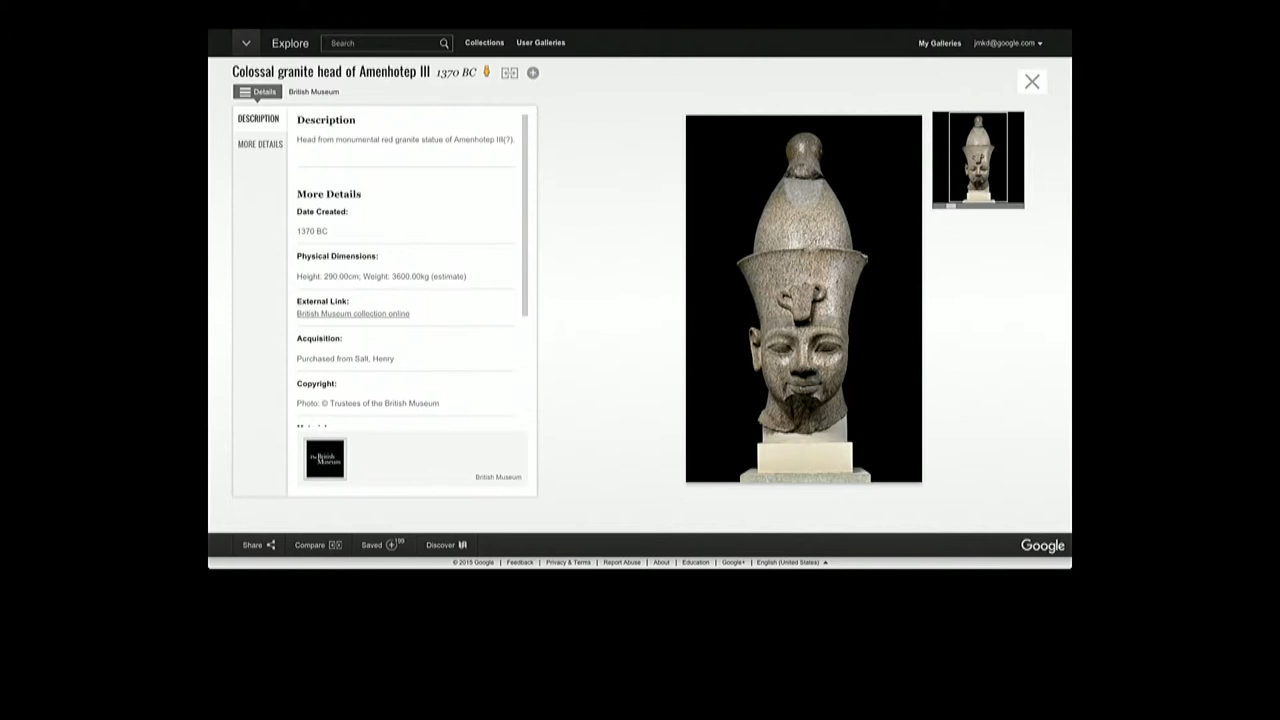 Explore
Search
Collections
User Galleries
My Galleries
jmkd@google.com
Colossal granite head of Amenhotep III 1370 BC
Details
British Museum
DESCRIPTION
MORE DETAILS
Description
Head from monumental red granite statue of Amenhotep III(?).
More Details
Date Created:
1370 BC
Physical Dimensions:
Height: 290.00cm; Weight: 3600.00kg (estimate)
External Link:
British Museum collection online
Acquisition:
Purchased from Salt, Henry
Copyright:
Photo: © Trustees of the British Museum
The British
Museum
British Museum
Share
Compare
Saved 199
Discover
Google
© 2015 Google | Feedback | Privacy & Terms | Report Abuse | About | Education | Google+ | English (United States)